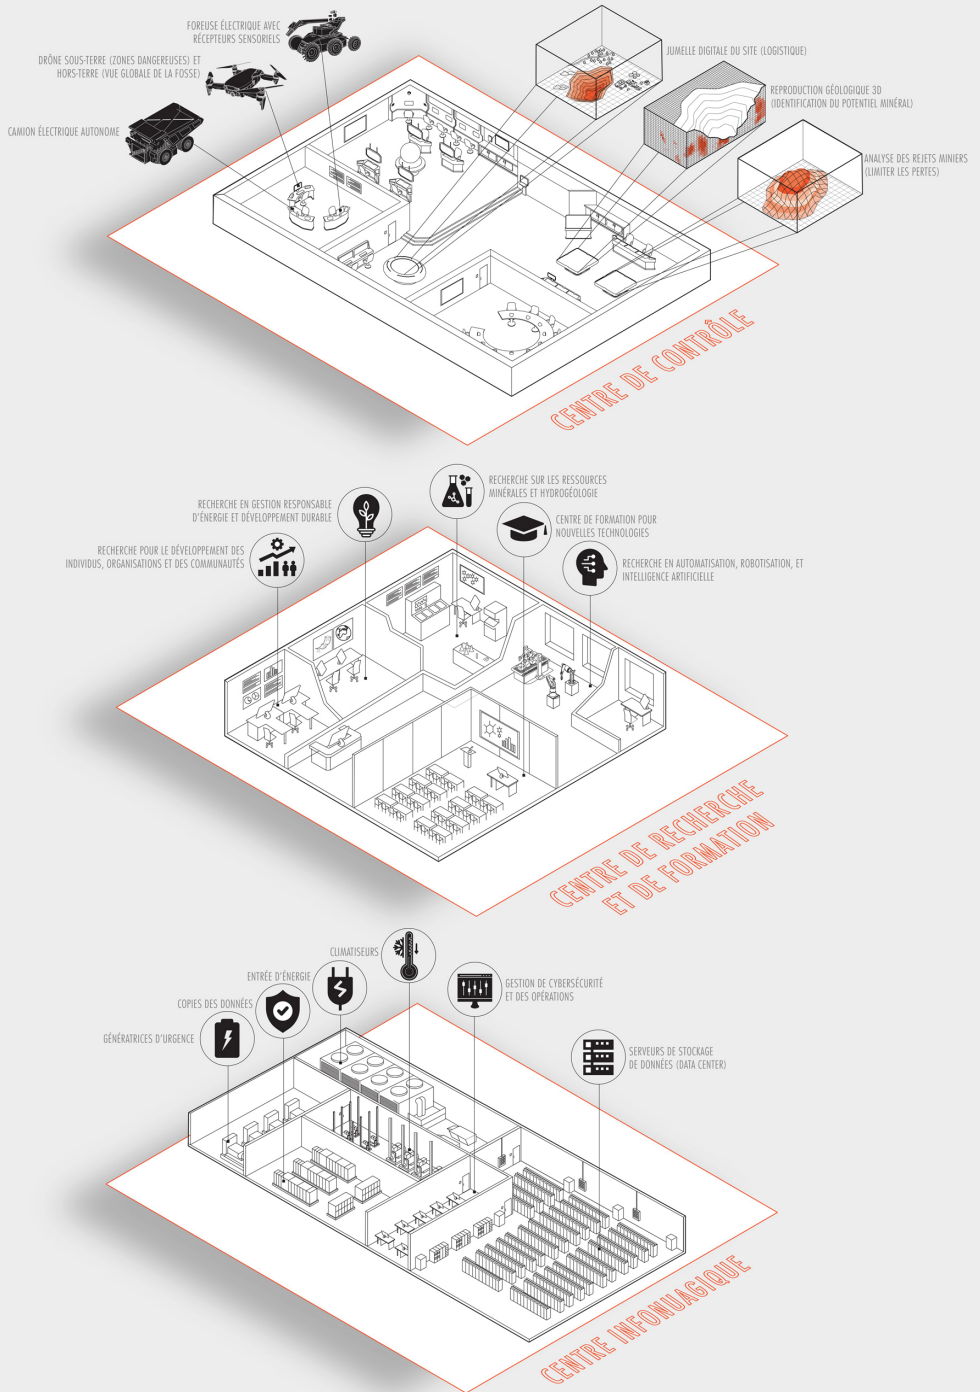 FOREUSE ÉLECTRIQUE AVEC
RÉCEPTEURS SENSORIELS
DRÔNE SOUS-TERRE (ZONES DANGEREUSES) ET
HORS-TERRE (VUE GLOBALE DE LA FOSSE)
CAMION ÉLECTRIQUE AUTONOME
JUMELLE DIGITALE DU SITE (LOGISTIQUE)
REPRODUCTION GÉOLOGIQUE 3D
(IDENTIFICATION DU POTENTIEL MINÉRAL)
ANALYSE DES REJETS MINIERS
(LIMITER LES PERTES)
CENTRE DE CONTRÔLE
RECHERCHE SUR LES RESSOURCES
MINÉRALES ET HYDROGÉOLOGIE
RECHERCHE EN GESTION RESPONSABLE
D'ÉNERGIE ET DÉVELOPPEMENT DURABLE
CENTRE DE FORMATION POUR
NOUVELLES TECHNOLOGIES
RECHERCHE POUR LE DÉVELOPPEMENT DES
INDIVIDUS, ORGANISATIONS ET DES COMMUNAUTÉS
RECHERCHE EN AUTOMATISATION, ROBOTISATION, ET
INTELLIGENCE ARTIFICIELLE
CENTRE DE RECHERCHE
ET DE FORMATION
CLIMATISEURS
ENTRÉE D'ÉNERGIE
COPIES DES DONNÉES
GÉNÉRATRICES D'URGENCE
GESTION DE CYBERSÉCURITÉ
ET DES OPÉRATIONS
SERVEURS DE STOCKAGE
DE DONNÉES (DATA CENTER)
CENTRE INFONUAGIQUE